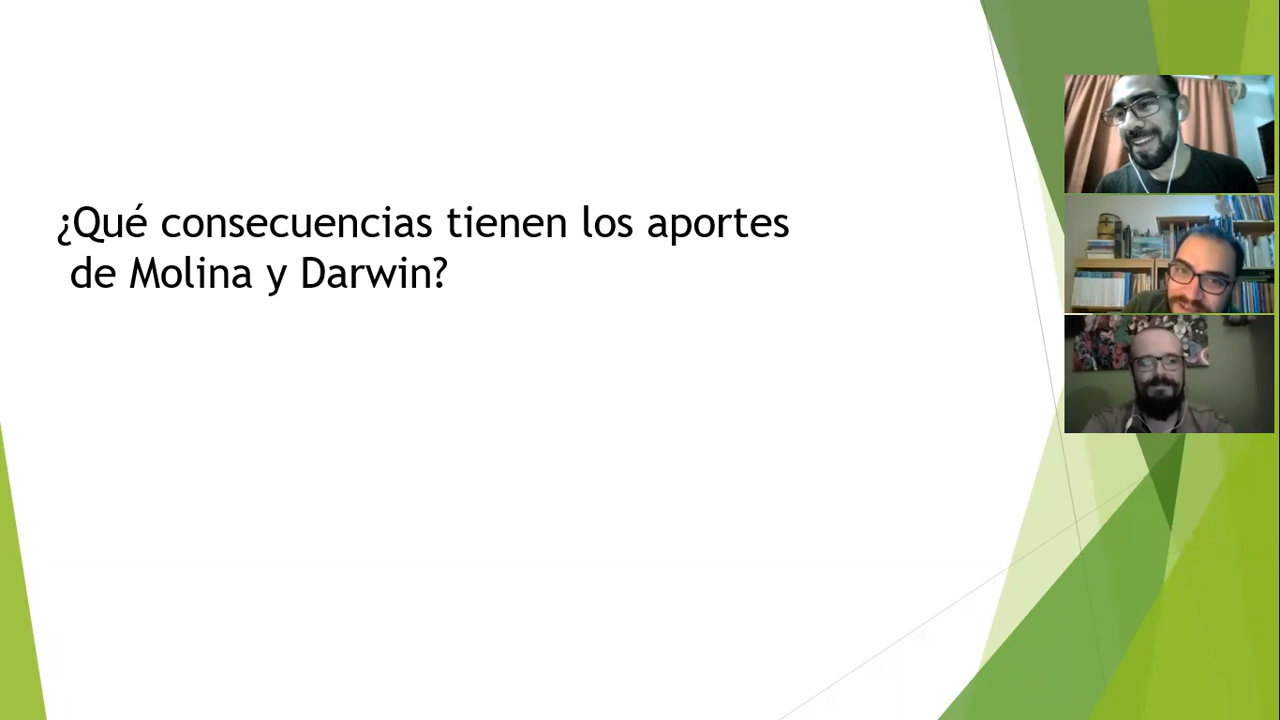 ¿Qué consecuencias tienen los aportes
de Molina y Darwin?